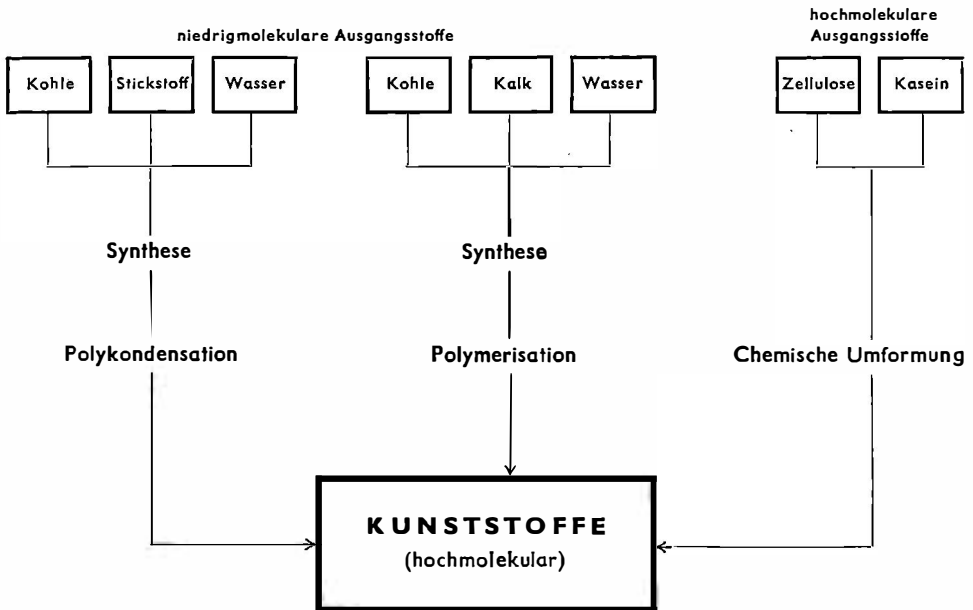 niedrigmolekulare Ausgangsstoffe
hochmolekulare
Ausgangsstoffe
Kohle
Stickstoff
Wasser
Kohle
Kalk
Wasser
Zellulose
Kasein
Synthese
Synthese
Polykondensation
Polymerisation
Chemische Umformung
KUNSTSTOFFE
(hochmolekular)